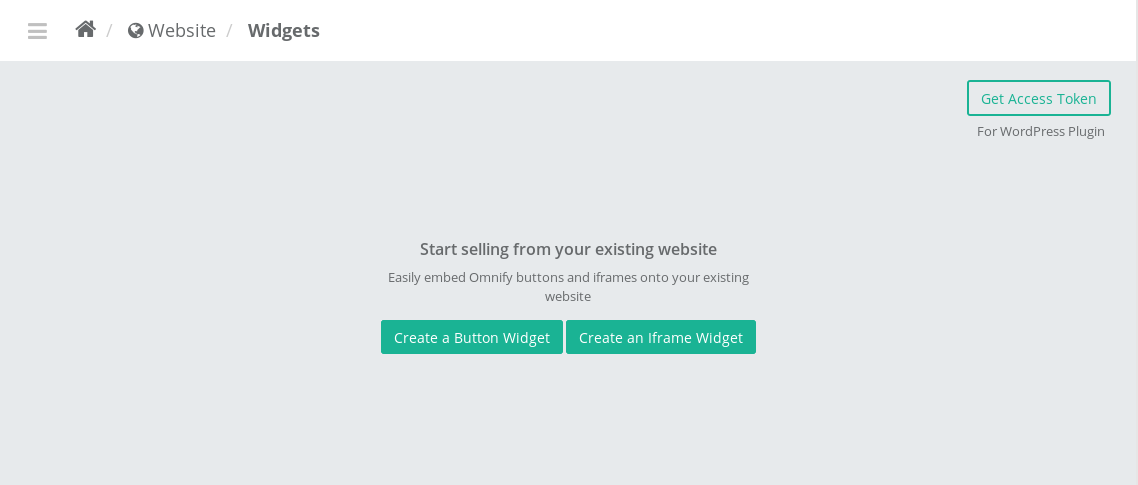 / Website / Widgets
Get Access Token
For WordPress Plugin
Start selling from your existing website
Easily embed Omnify buttons and iframes onto your existing
website
Create a Button Widget Create an Iframe Widget